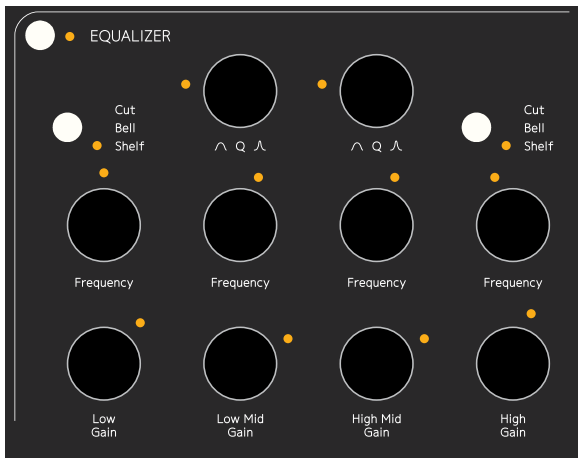 EQUALIZER
Cut
Bell
Shelf
Q
Q
Cut
Bell
Shelf
Frequency
Frequency
Frequency
Frequency
Low
Gain
Low Mid
Gain
High Mid
Gain
High
Gain